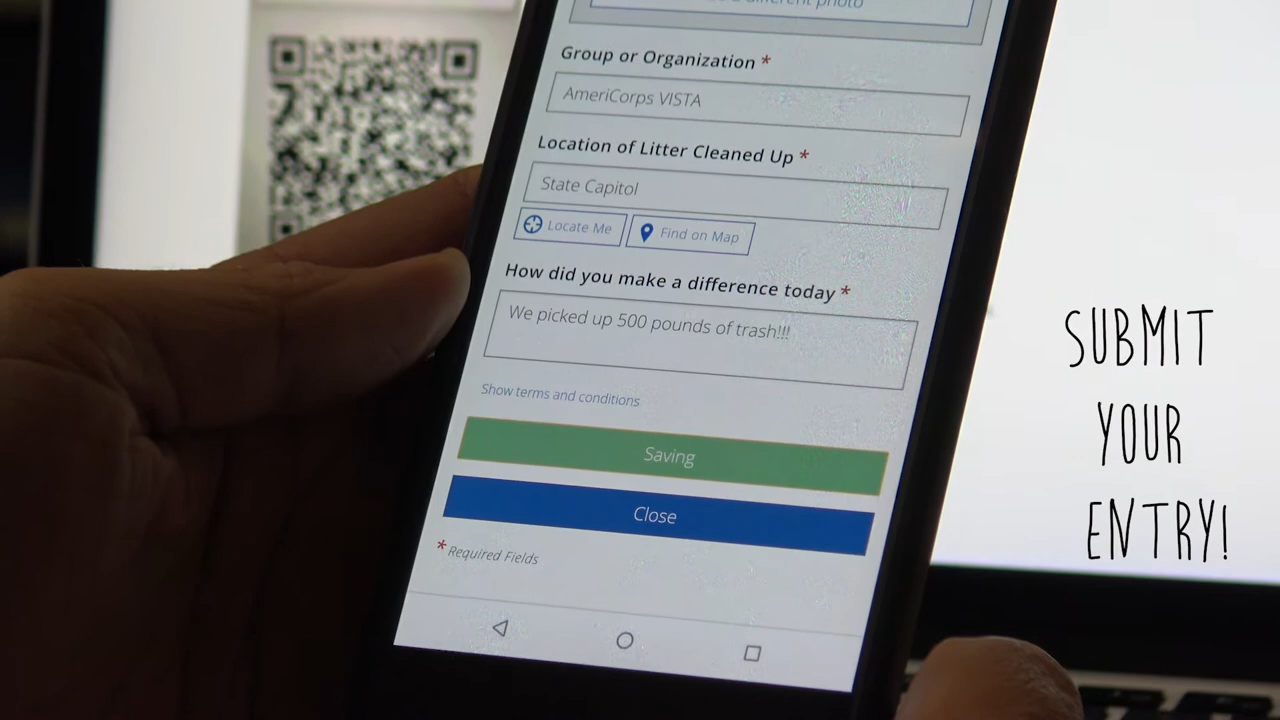 a different photo
Group or Organization *
AmeriCorps VISTA
Location of Litter Cleaned Up *
State Capitol
Locate Me
Find on Map
How did you make a difference today *
We picked up 500 pounds of trash!!!
Show terms and conditions
Saving
Close
* Required Fields
SUBMIT
YOUR
ENTRY!